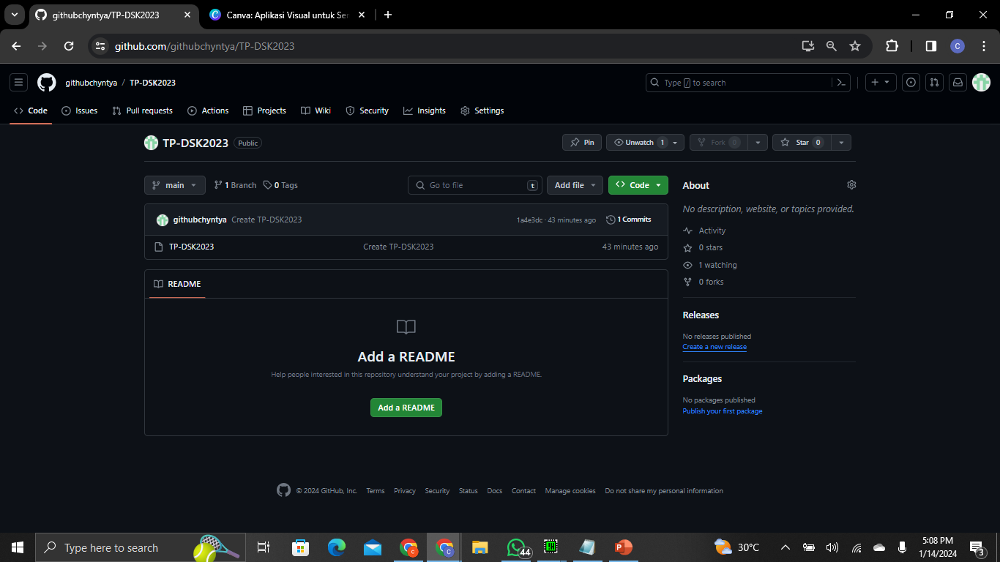 githubchyntya/TP-DSK2023
Canva: Aplikasi Visual untuk Ser
github.com/githubchyntya/TP-DSK2023
C
githubchyntya / TP-DSK2023
Type / to search
Code Issues Pull requests Actions Projects Wiki Security Insights Settings
TP-DSK2023 Public
Pin Unwatch 1 Fork 0 Star 0
main 1 Branch 0 Tags Go to file t Add file Code
About
No description, website, or topics provided.
githubchyntya Create TP-DSK2023 1a4e3dc · 43 minutes ago 1 Commits
TP-DSK2023 Create TP-DSK2023 43 minutes ago
Activity
0 stars
1 watching
0 forks
README
Add a README
Help people interested in this repository understand your project by adding a README.
Add a README
Releases
No releases published
Create a new release
Packages
No packages published
Publish your first package
© 2024 GitHub, Inc. Terms Privacy Security Status Docs Contact Manage cookies Do not share my personal information
Type here to search
44
30°C
5:08 PM
1/14/2024
3